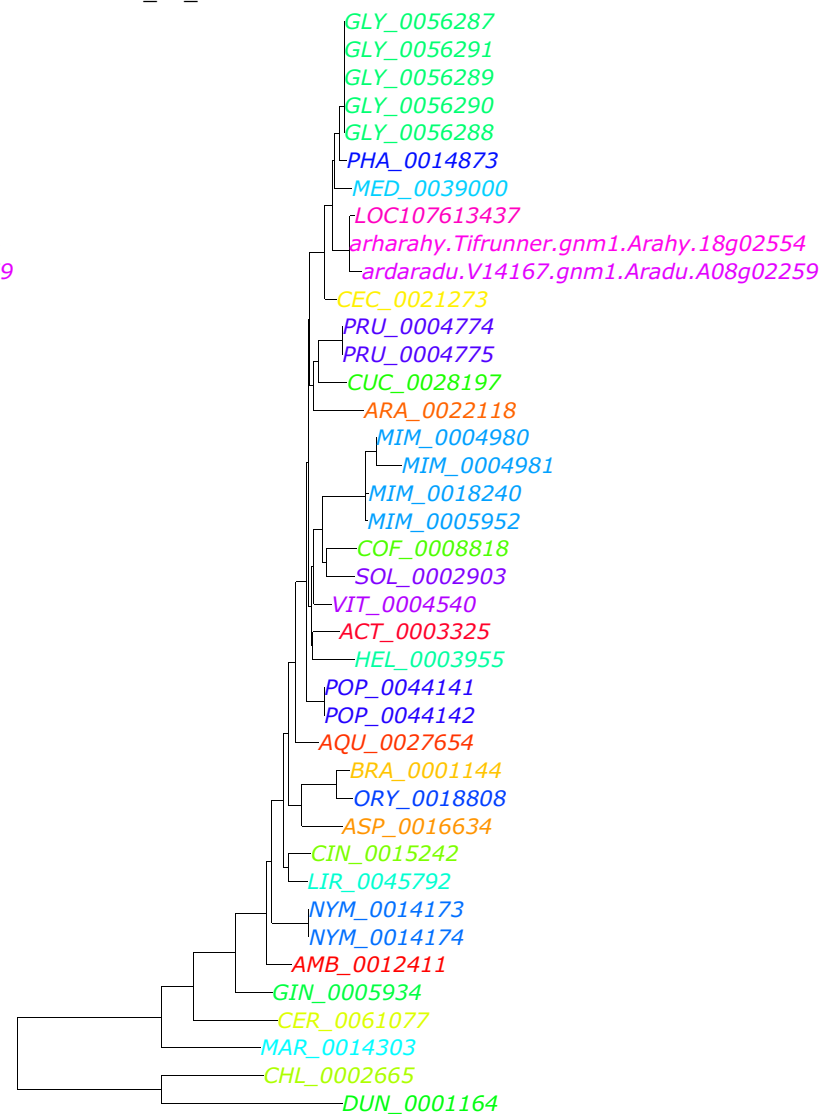 GLY_0056287
GLY_0056291
GLY_0056289
GLY_0056290
GLY_0056288
PHA_0014873
MED_0039000
LOC107613437
arharahy.Tifrunner.gnm1.Arahy.18g02554
9 ardaradu.V14167.gnm1.Aradu.A08g02259
CEC_0021273
PRU_0004774
PRU_0004775
CUC_0028197
ARA_0022118
MIM_0004980
MIM_0004981
MIM_0018240
MIM_0005952
COF_0008818
SOL_0002903
VIT_0004540
ACT_0003325
HEL_0003955
POP_0044141
POP_0044142
AQU_0027654
BRA_0001144
ORY_0018808
ASP_0016634
CIN_0015242
LIR_0045792
NYM_0014173
NYM_0014174
AMB_0012411
GIN_0005934
CER_0061077
MAR_0014303
CHL_0002665
DUN_0001164